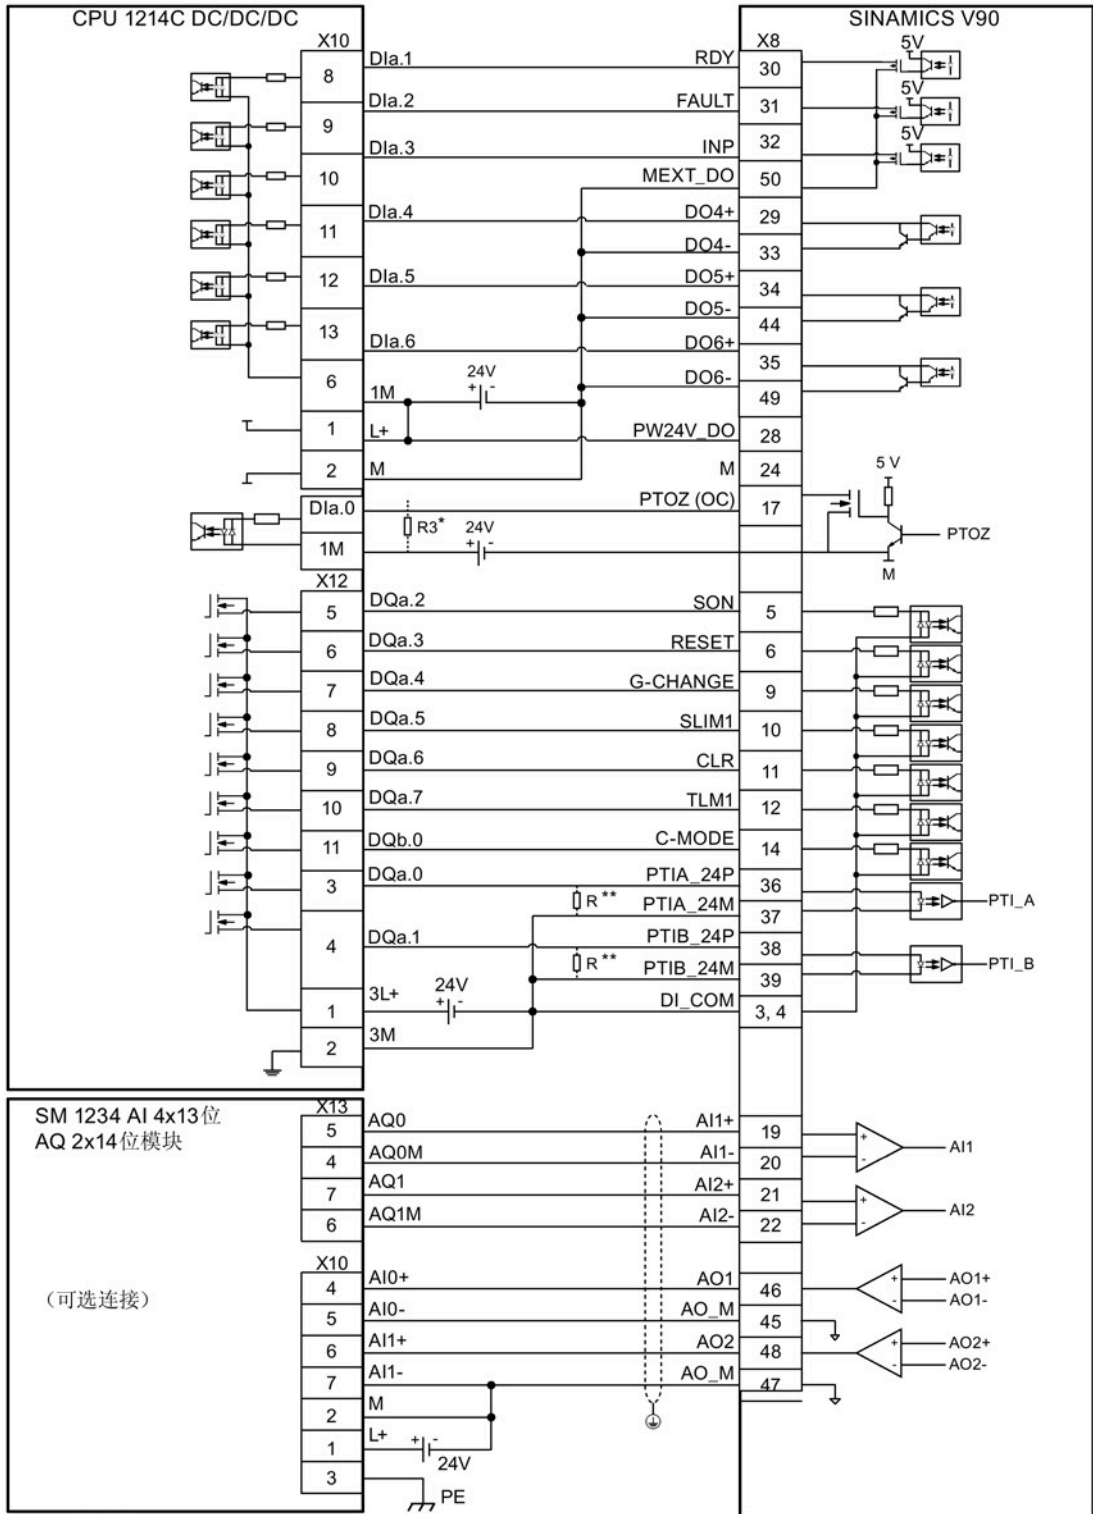 CPU 1214C DC/DC/DC
SINAMICS V90
X10
X8
8
DIa.1
RDY
30
5V
9
DIa.2
FAULT
31
5V
10
DIa.3
INP
32
5V
MEXT_DO
50
11
DIa.4
DO4+
29
DO4-
33
12
DIa.5
DO5+
34
DO5-
44
13
DIa.6
DO6+
35
6
1M
24V
+
-
DO6-
49
1
L+
PW24V_DO
28
2
M
M
24
5 V
DIa.0
PTOZ (OC)
17
R3*
24V
+
-
PTOZ
1M
M
X12
5
DQa.2
SON
5
6
DQa.3
RESET
6
7
DQa.4
G-CHANGE
9
8
DQa.5
SLIM1
10
9
DQa.6
CLR
11
10
DQa.7
TLM1
12
11
DQb.0
C-MODE
14
3
DQa.0
PTIA_24P
36
R **
PTIA_24M
37
PTI_A
4
DQa.1
PTIB_24P
38
R **
PTIB_24M
39
PTI_B
1
3L+
24V
+
-
DI_COM
3, 4
2
3M
SM 1234 AI 4x13位
AQ 2x14位模块
X13
5
AQ0
AI1+
19
+
-
AI1
4
AQ0M
AI1-
20
7
AQ1
AI2+
21
+
-
AI2
6
AQ1M
AI2-
22
X10
（可选连接）
4
AI0+
AO1
46
+
-
AO1+
AO1-
5
AI0-
AO_M
45
6
AI1+
AO2
48
+
-
AO2+
AO2-
7
AI1-
AO_M
47
2
M
1
L+
+
-
24V
3
PE